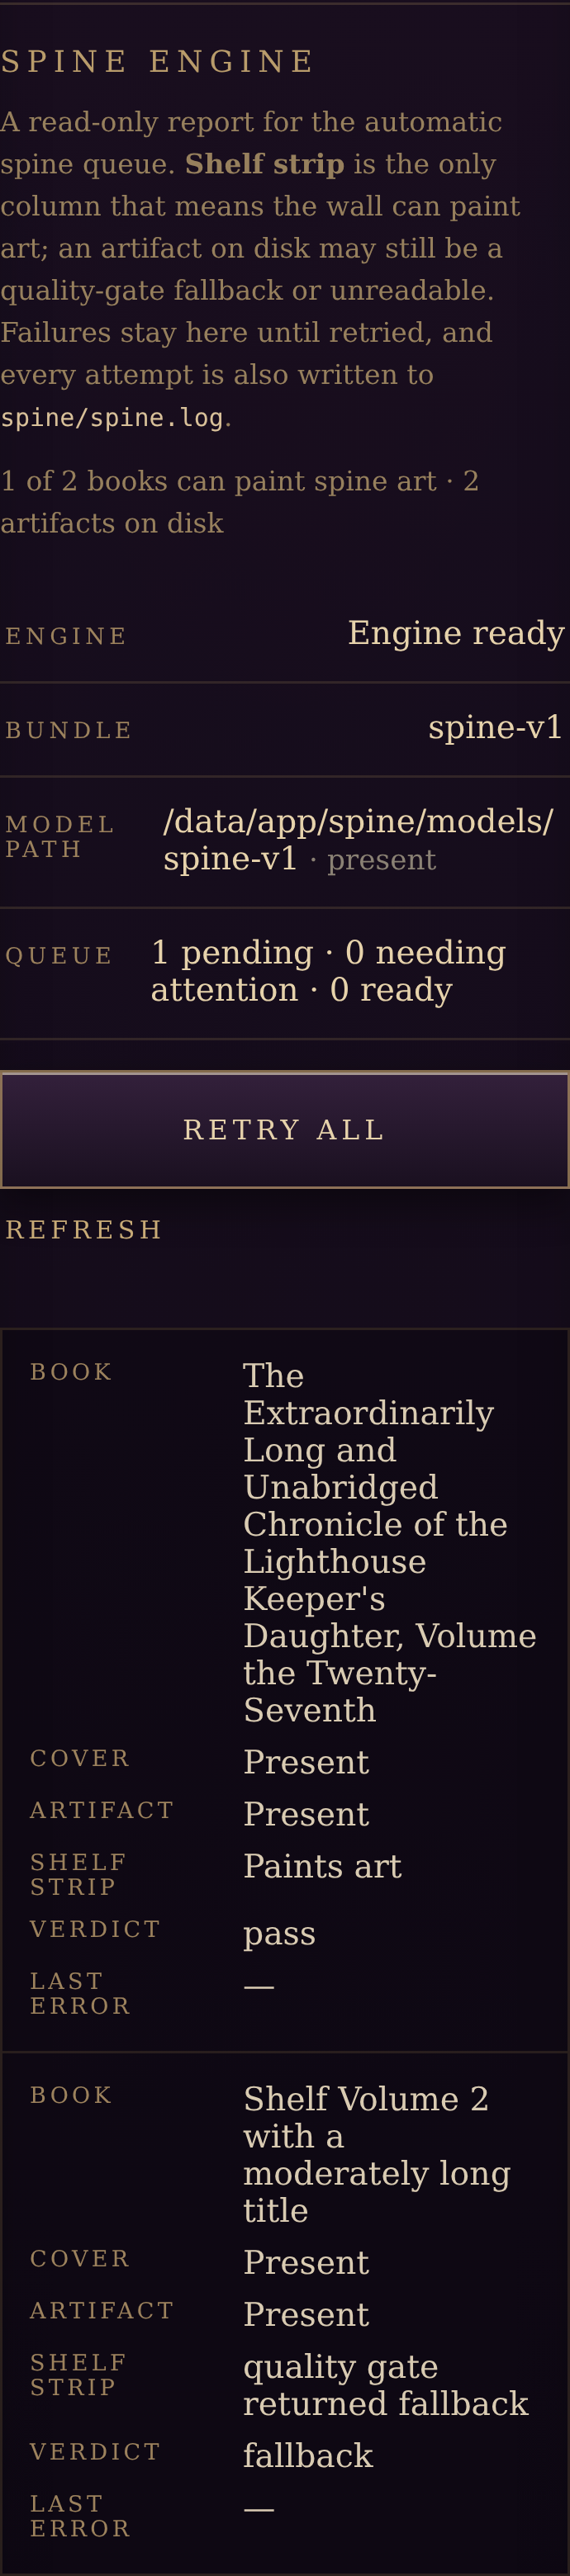 SPINE ENGINE
A read-only report for the automatic
spine queue. Shelf strip is the only
column that means the wall can paint
art; an artifact on disk may still be a
quality-gate fallback or unreadable.
Failures stay here until retried, and
every attempt is also written to
spine/spine.log.
1 of 2 books can paint spine art · 2
artifacts on disk
ENGINE Engine ready
BUNDLE spine-v1
MODEL PATH /data/app/spine/models/
spine-v1 · present
QUEUE 1 pending · 0 needing
attention · 0 ready
RETRY ALL
REFRESH
BOOK The
Extraordinarily
Long and
Unabridged
Chronicle of the
Lighthouse
Keeper's
Daughter, Volume
the Twenty-
Seventh
COVER Present
ARTIFACT Present
SHELF STRIP Paints art
VERDICT pass
LAST ERROR —
BOOK Shelf Volume 2
with a
moderately long
title
COVER Present
ARTIFACT Present
SHELF STRIP quality gate
returned fallback
VERDICT fallback
LAST ERROR —